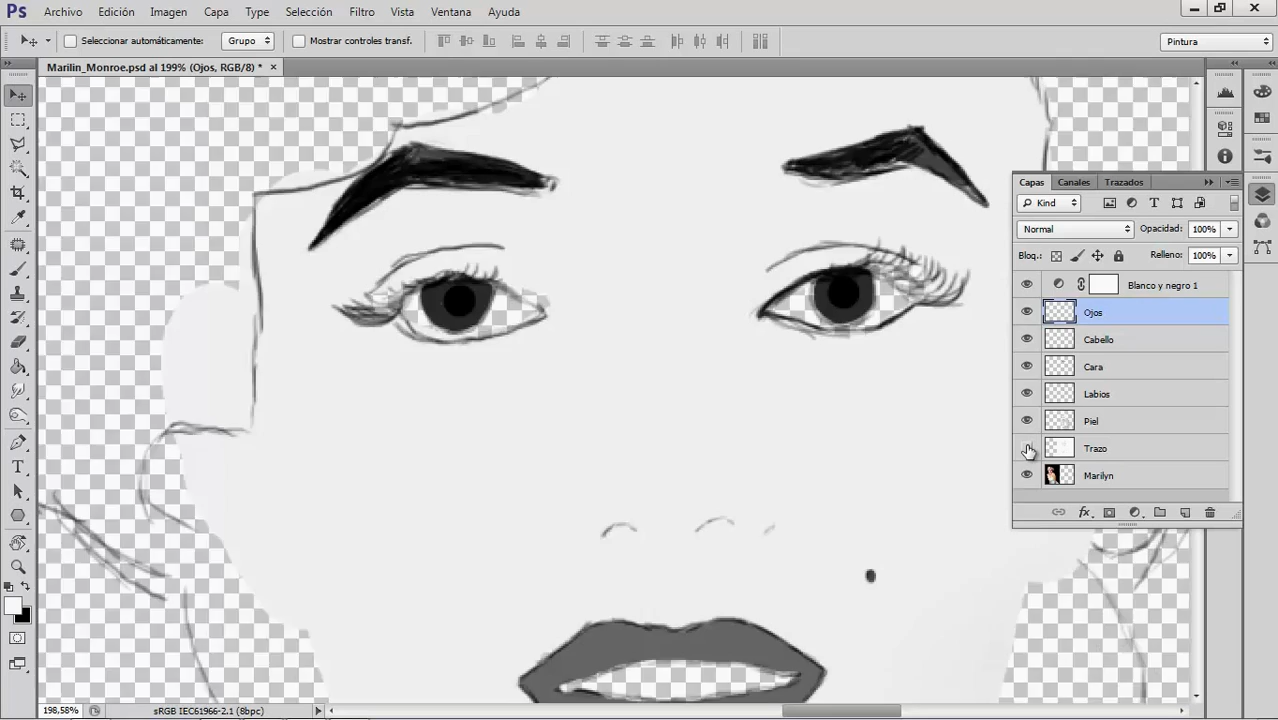 Ps Archivo Edición Imagen Capa Type Selección Filtro Vista Ventana Ayuda
Seleccionar automáticamente: Grupo Mostrar controles transf. Pintura
Marilin_Monroe.psd al 199% (Ojos, RGB/8) * ×
Capas Canales Trazados
Kind
Normal Opacidad: 100%
Bloq.: Relleno: 100%
Blanco y negro 1
Ojos
Cabello
Cara
Labios
Piel
Trazo
Marilyn
fx
T
198,58% sRGB IEC61966-2.1 (8bpc)